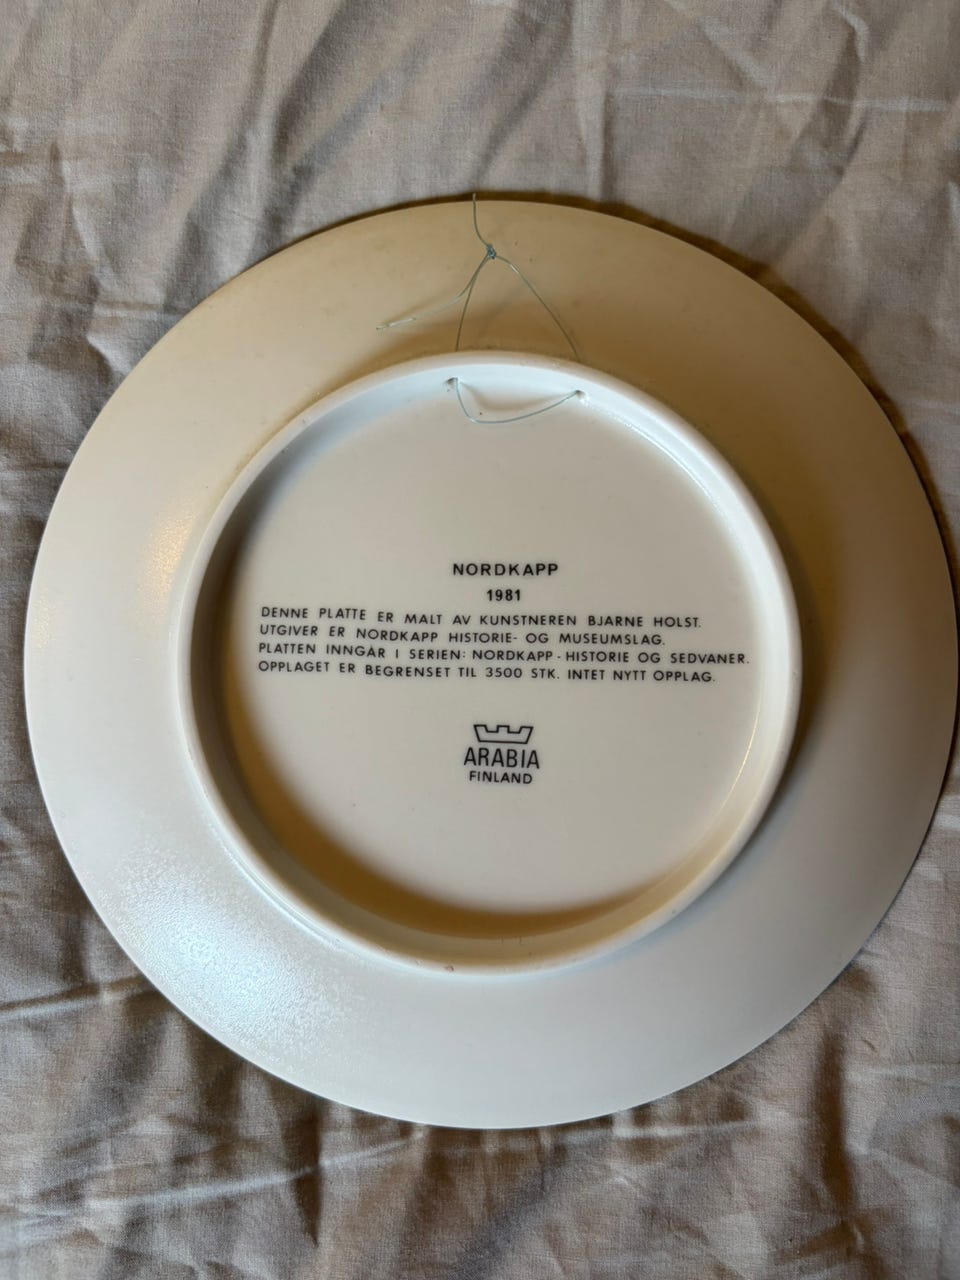 NORDKAPP
1981
DENNE PLATTE ER MALT AV KUNSTNEREN BJARNE HOLST.
UTGIVER ER NORDKAPP HISTORIE- OG MUSEUMSLAG.
PLATTEN INNGÅR I SERIEN: NORDKAPP - HISTORIE OG SEDVANER.
OPPLAGET ER BEGRENSET TIL 3500 STK. INTET NYTT OPPLAG.
ARABIA
FINLAND